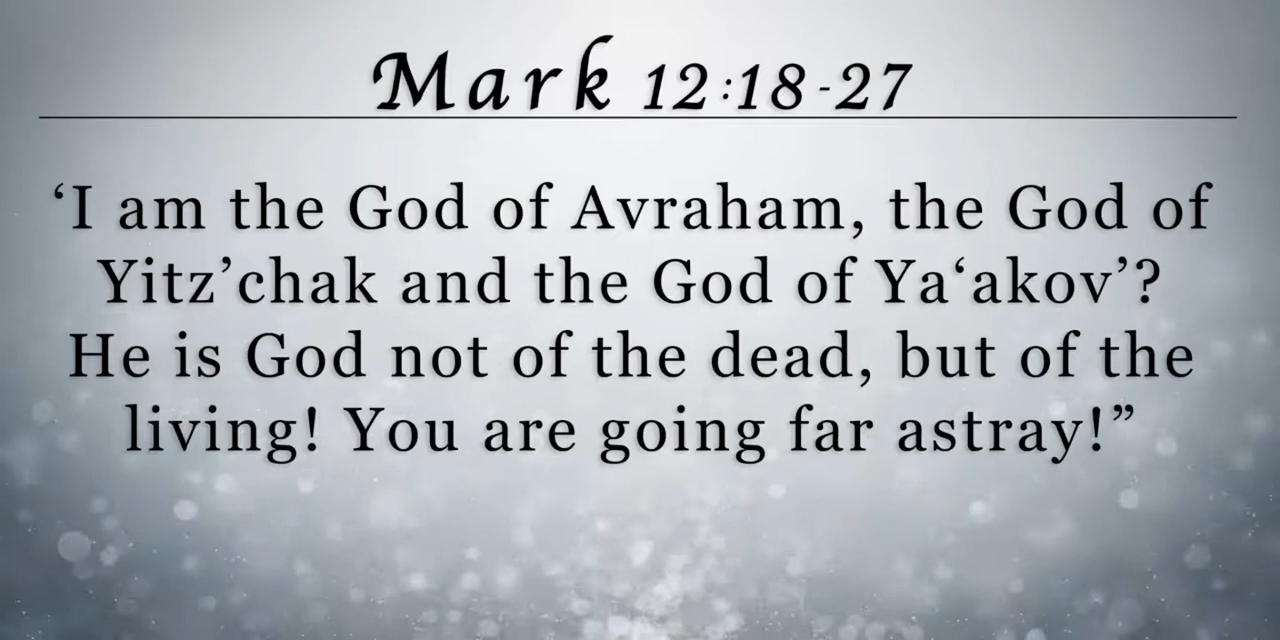 Mark 12:18-27
‘I am the God of Avraham, the God of
Yitz’chak and the God of Ya‘akov’?
He is God not of the dead, but of the
living! You are going far astray!”